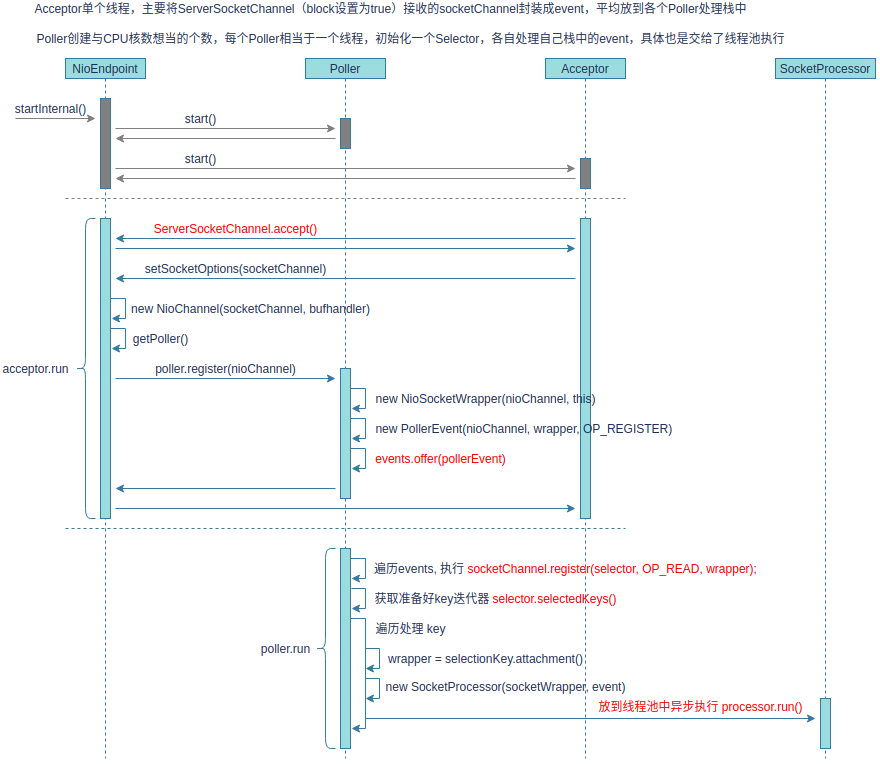 Acceptor单个线程，主要将ServerSocketChannel（block设置为true）接收的socketChannel封装成event，平均放到各个Poller处理栈中
Poller创建与CPU核数想当的个数，每个Poller相当于一个线程，初始化一个Selector，各自处理自己栈中的event，具体也是交给了线程池执行
NioEndpoint
Poller
Acceptor
SocketProcessor
startInternal()
start()
start()
ServerSocketChannel.accept()
setSocketOptions(socketChannel)
new NioChannel(socketChannel, bufhandler)
getPoller()
acceptor.run
poller.register(nioChannel)
new NioSocketWrapper(nioChannel, this)
new PollerEvent(nioChannel, wrapper, OP_REGISTER)
events.offer(pollerEvent)
遍历events, 执行 socketChannel.register(selector, OP_READ, wrapper);
获取准备好key迭代器 selector.selectedKeys()
遍历处理 key
poller.run
wrapper = selectionKey.attachment()
new SocketProcessor(socketWrapper, event)
放到线程池中异步执行 processor.run()